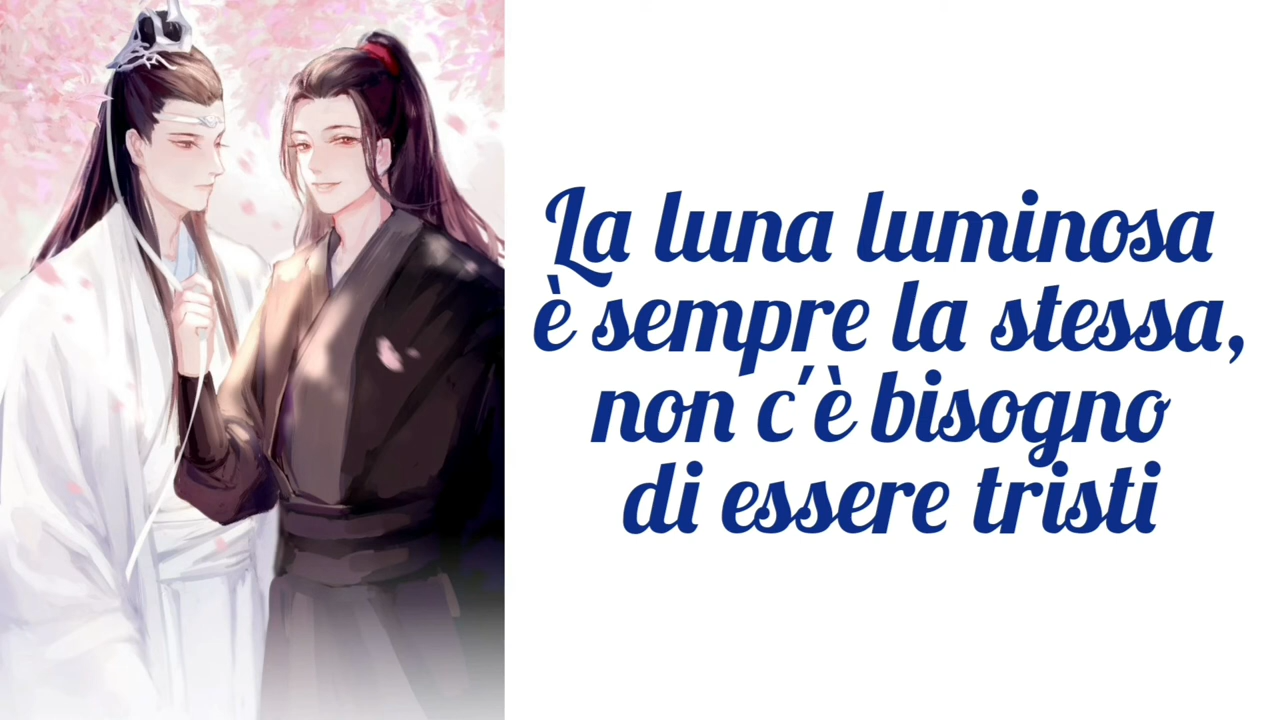 La luna luminosa
è sempre la stessa,
non c'è bisogno
di essere tristi